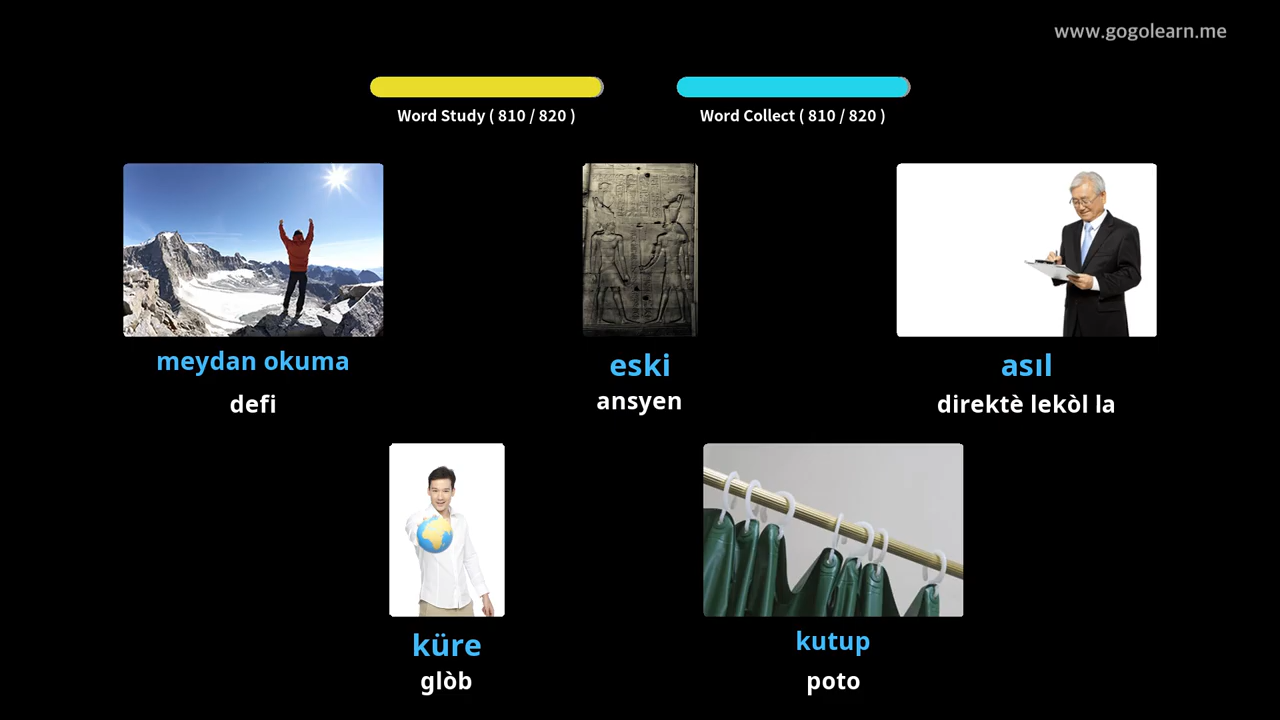 www.gogolearn.me
Word Study ( 810 / 820 )
Word Collect ( 810 / 820 )
meydan okuma
defi
eski
ansyen
asıl
direktè lekòl la
küre
glòb
kutup
poto